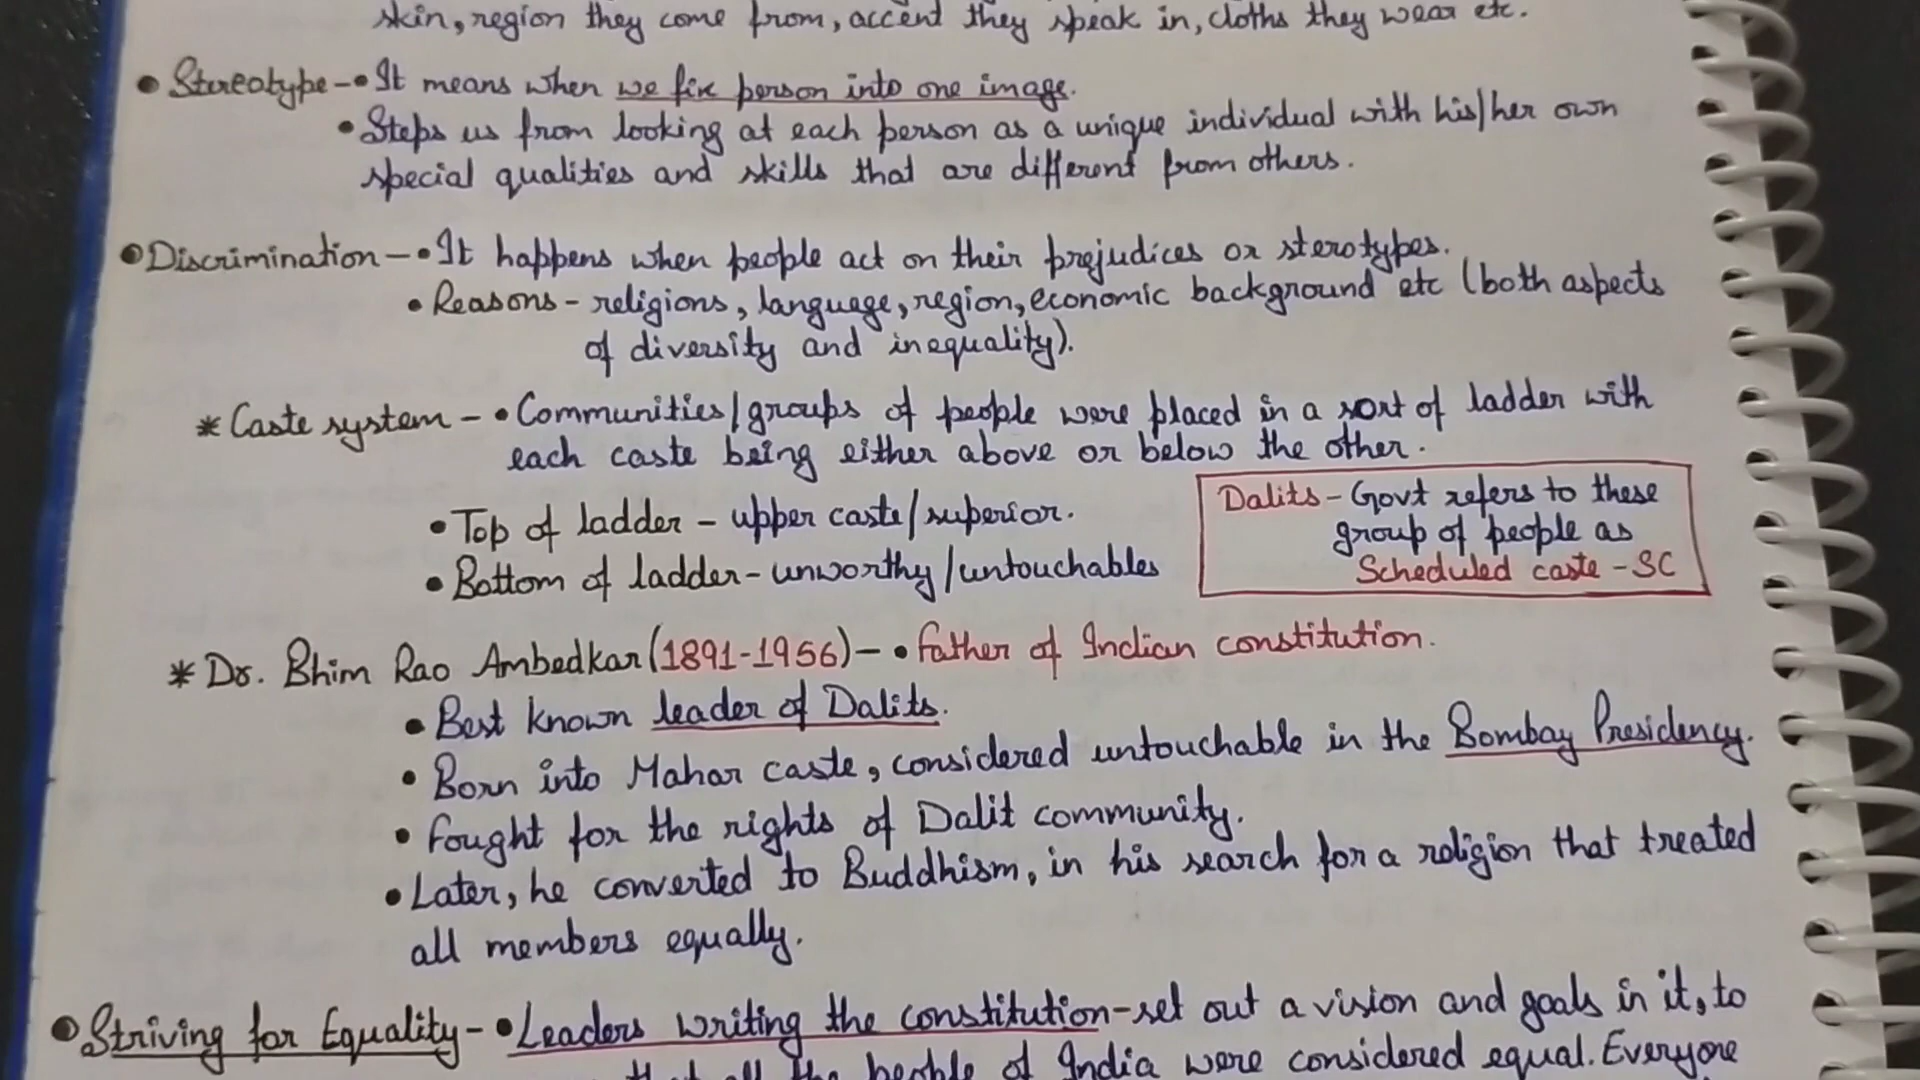 skin, region they come from, accent they speak in, cloths they wear etc.
• Stereotype - • It means when we fix person into one image.
• Stops us from looking at each person as a unique individual with his/her own
special qualities and skills that are different from others.
• Discrimination - • It happens when people act on their prejudices or sterotypes.
• Reasons - religions, language, region, economic background etc (both aspects
of diversity and inequality).
* Caste system - • Communities/groups of people were placed in a sort of ladder with
each caste being either above or below the other.
• Top of ladder - upper caste/superior.
• Bottom of ladder - unworthy/untouchables
Dalits - Govt refers to these
group of people as
Scheduled caste - SC
* Dr. Bhim Rao Ambedkar (1891-1956) - • Father of Indian constitution.
• Best known leader of Dalits.
• Born into Mahar caste, considered untouchable in the Bombay Presidency.
• Fought for the rights of Dalit community.
• Later, he converted to Buddhism, in his search for a religion that treated
all members equally.
• Striving for Equality - • Leaders writing the constitution - set out a vision and goals in it, to
that all the people of India were considered equal. Everyone